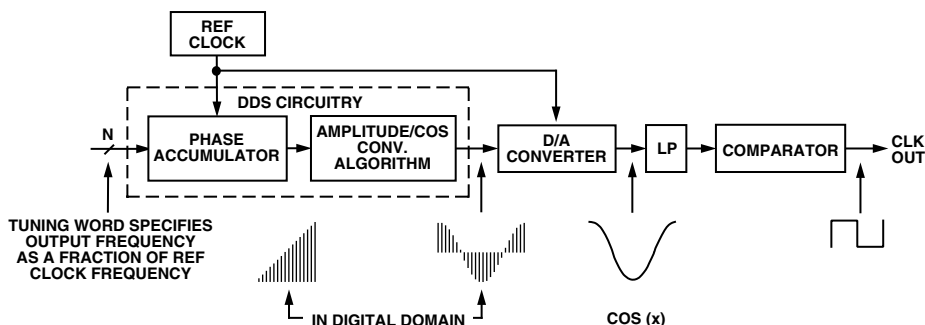 REF
CLOCK
DDS CIRCUITRY
N
PHASE
ACCUMULATOR
AMPLITUDE/COS
CONV.
ALGORITHM
D/A
CONVERTER
LP
COMPARATOR
CLK
OUT
TUNING WORD SPECIFIES
OUTPUT FREQUENCY
AS A FRACTION OF REF
CLOCK FREQUENCY
IN DIGITAL DOMAIN
COS (x)